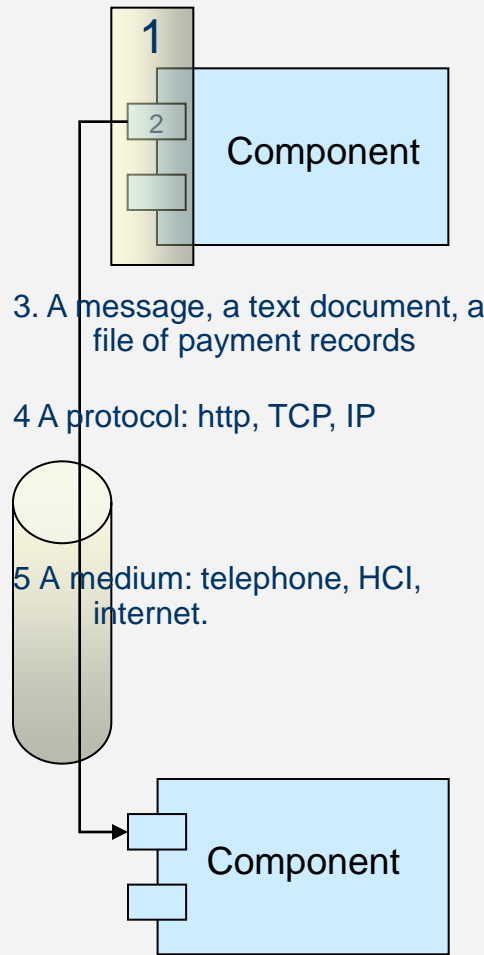 1
2
Component
3. A message, a text document, a
file of payment records
4 A protocol: http, TCP, IP
5 A medium: telephone, HCI,
internet.
Component